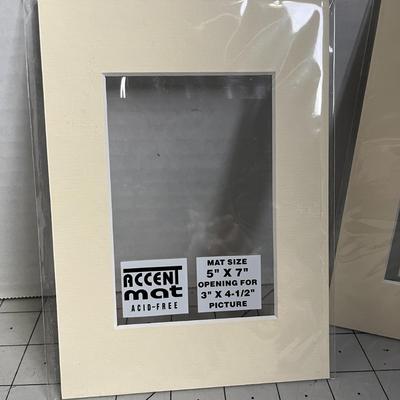 ACCENT
mat
ACID-FREE
MAT SIZE
5" X 7"
OPENING FOR
3" X 4-1/2"
PICTURE